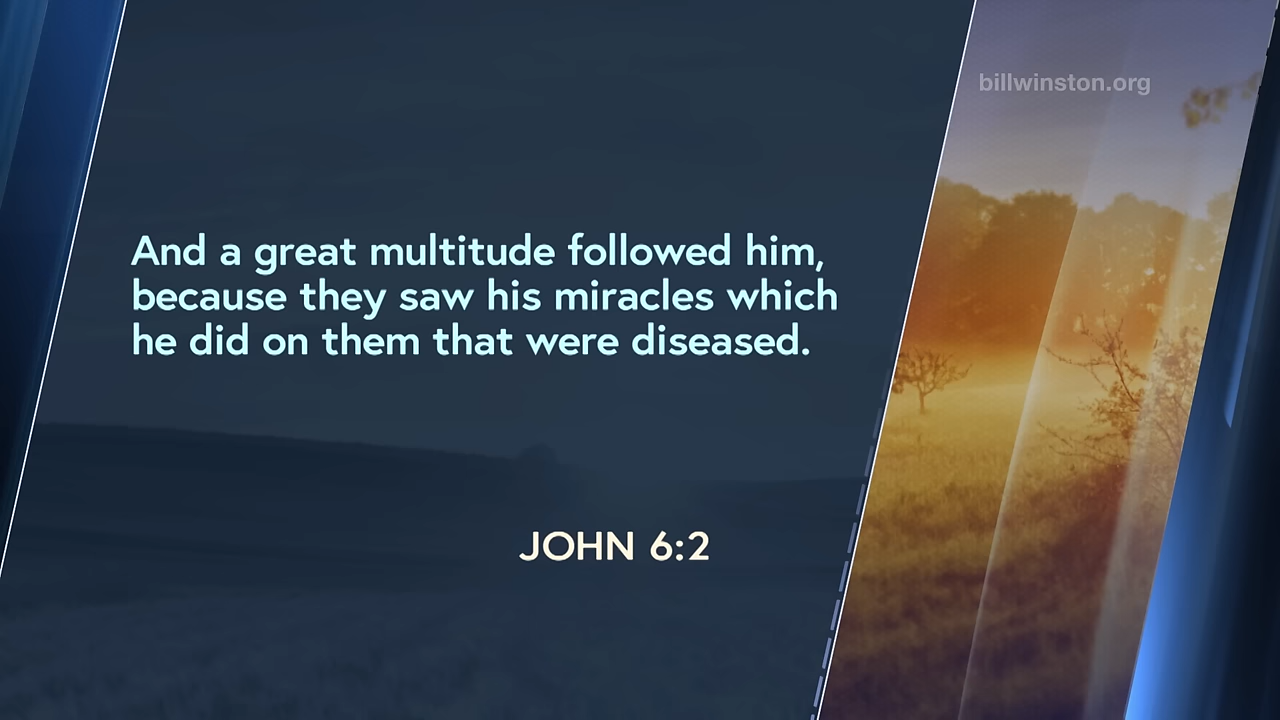 billwinston.org
And a great multitude followed him,
because they saw his miracles which
he did on them that were diseased.
JOHN 6:2